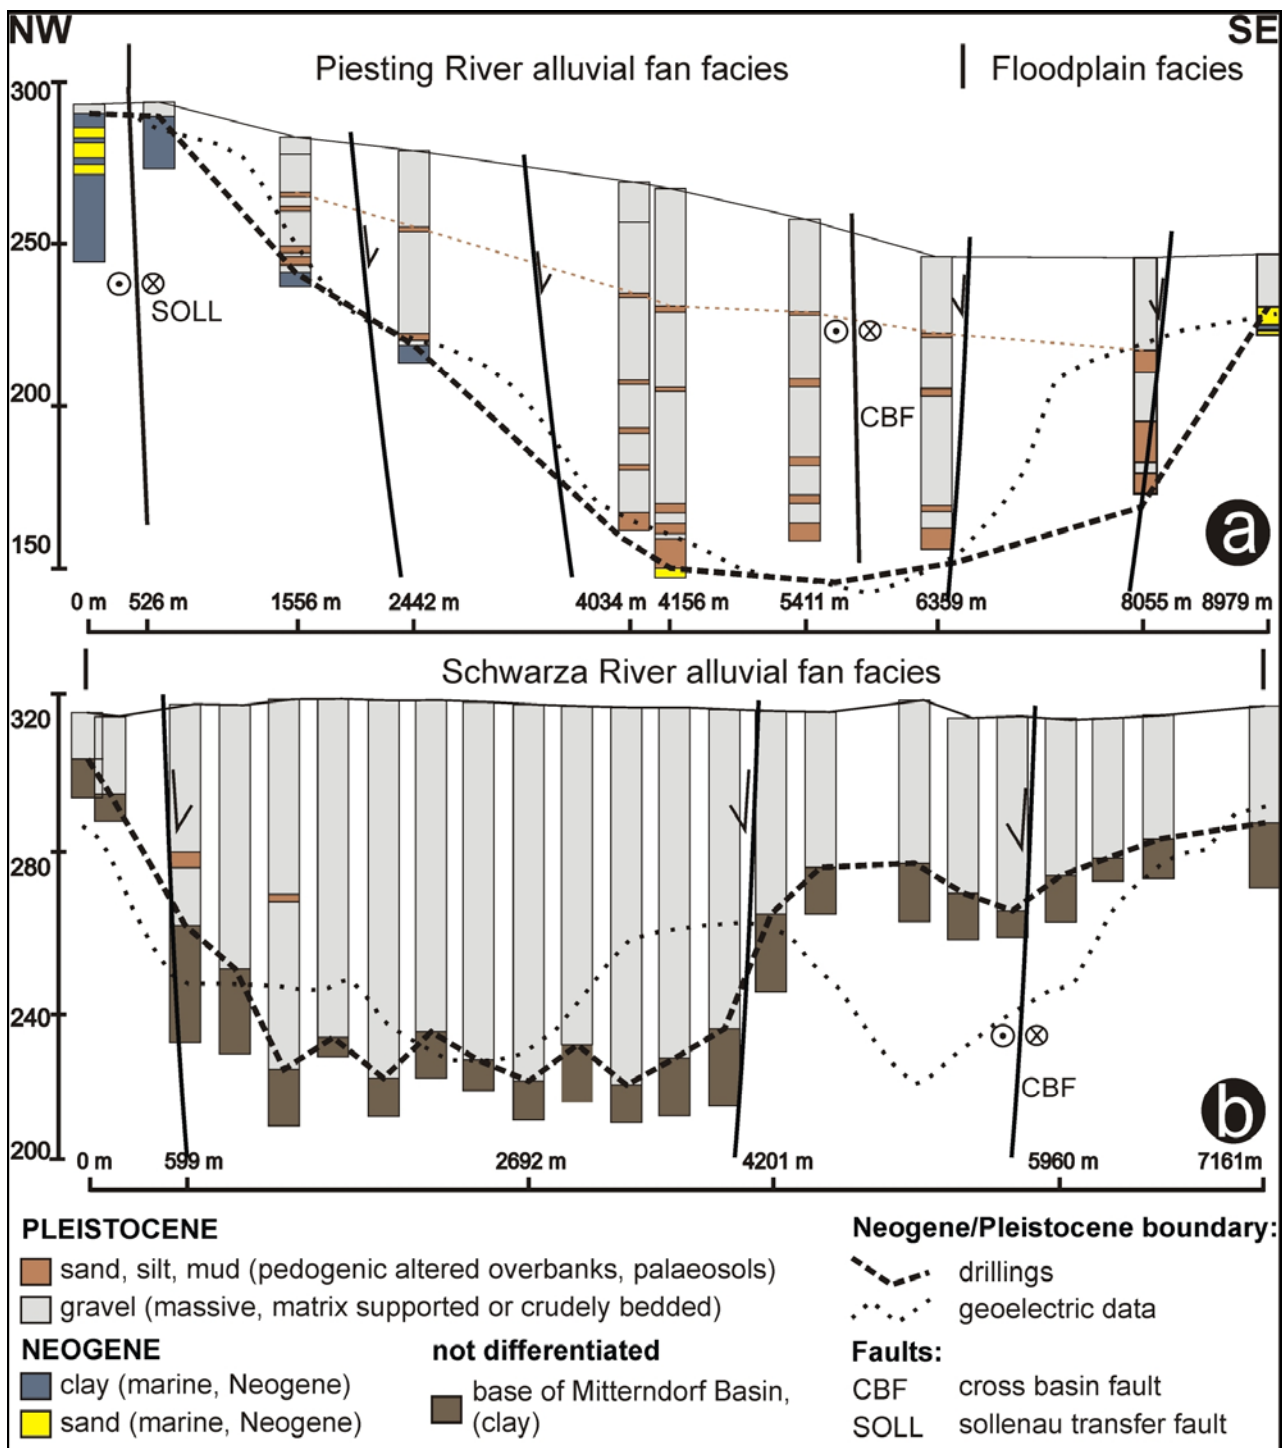 NW SE
Piesting River alluvial fan facies Floodplain facies
300
250
200
150
SOLL
CBF
a
0 m 526 m 1556 m 2442 m 4034 m 4156 m 5411 m 6359 m 8055 m 8979 m
Schwarza River alluvial fan facies
320
280
240
200
CBF
b
0 m 599 m 2692 m 4201 m 5960 m 7161m
PLEISTOCENE
sand, silt, mud (pedogenic altered overbanks, palaeosols)
gravel (massive, matrix supported or crudely bedded)
NEOGENE
clay (marine, Neogene)
sand (marine, Neogene)
not differentiated
base of Mitterndorf Basin,
(clay)
Neogene/Pleistocene boundary:
drillings
geoelectric data
Faults:
CBF cross basin fault
SOLL sollenau transfer fault